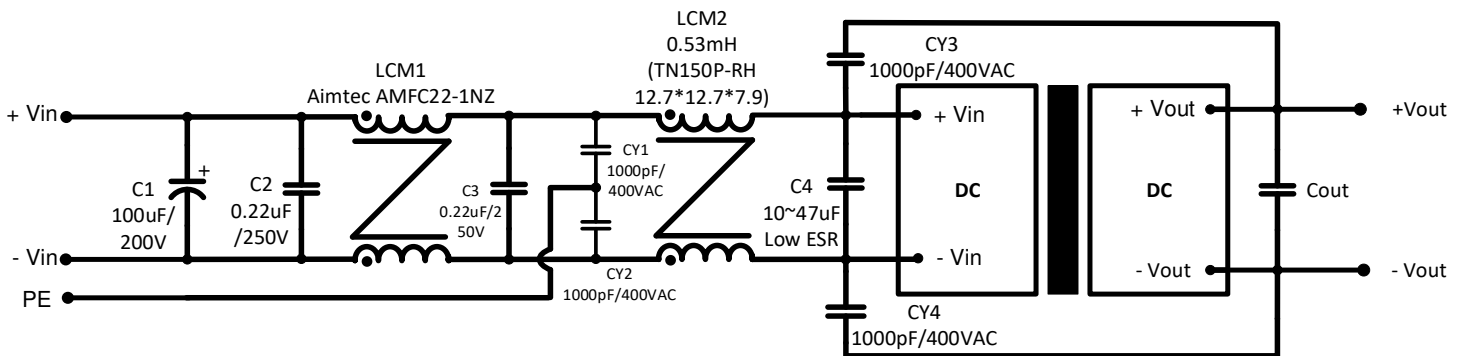 LCM2
0.53mH
(TN150P-RH
12.7*12.7*7.9)
CY3
1000pF/400VAC
LCM1
Aimtec AMFC22-1NZ
+ Vin
+ Vin
+ Vout
+Vout
CY1
1000pF/
400VAC
C1
100uF/
200V
+
C2
0.22uF
/250V
C3
0.22uF/2
50V
C4
10~47uF
Low ESR
DC
DC
Cout
- Vin
- Vin
- Vout
- Vout
CY2
1000pF/400VAC
PE
CY4
1000pF/400VAC